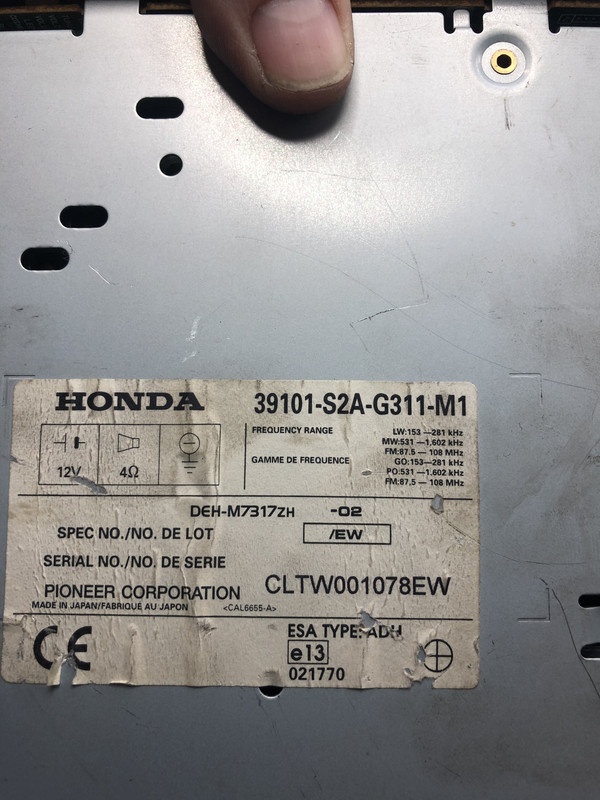 HONDA 39101-S2A-G311-M1
FREQUENCY RANGE LW:153—281 kHz
MW:531—1,602 kHz
FM:87.5 — 108 MHz
GAMME DE FREQUENCE GO:153—281 kHz
PO:531—1,602 kHz
FM:87,5 — 108 MHz
12V 4Ω
DEH-M7317ZH -02
SPEC NO./NO. DE LOT /EW
SERIAL NO./NO. DE SERIE
PIONEER CORPORATION CLTW001078EW
MADE IN JAPAN/FABRIQUÉ AU JAPON <CAL6655-A>
CE ESA TYPE: ADH
e13
021770